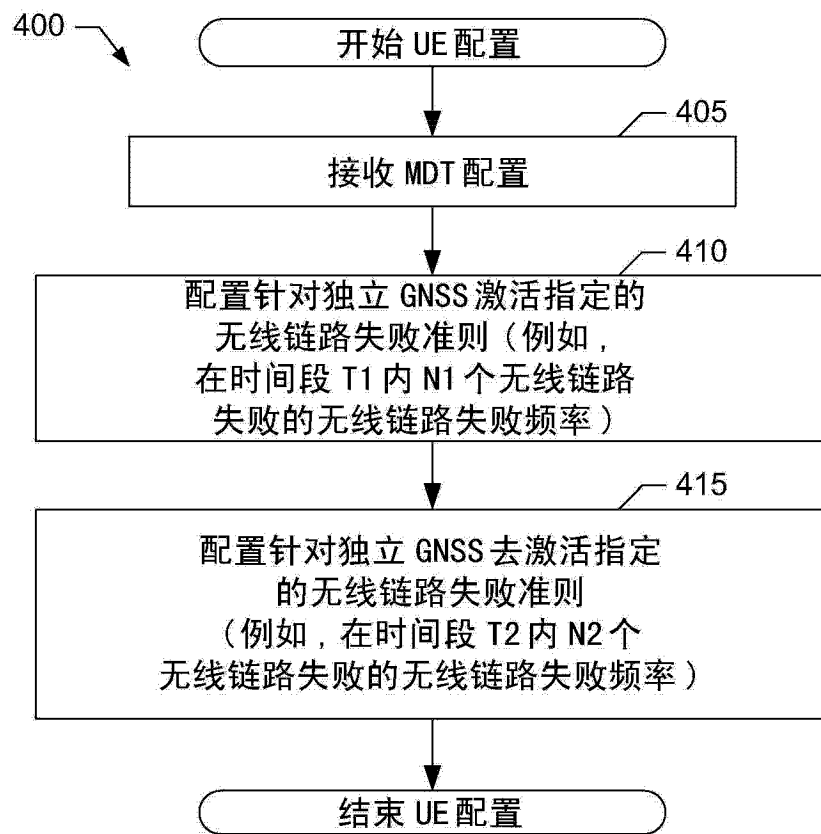 400
开始 UE 配置
405
接收 MDT 配置
410
配置针对独立 GNSS 激活指定的
无线链路失败准则（例如，
在时间段 T1 内 N1 个无线链路
失败的无线链路失败频率）
415
配置针对独立 GNSS 去激活指定
的无线链路失败准则
（例如，在时间段 T2 内 N2 个
无线链路失败的无线链路失败频率）
结束 UE 配置